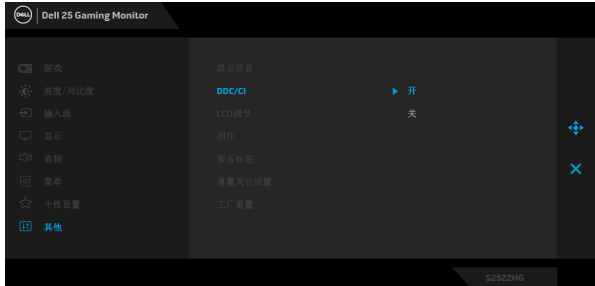 DELL Dell 25 Gaming Monitor
游戏
亮度/对比度
输入源
显示
音频
菜单
个性设置
其他
显示信息
DDC/CI
LCD调节
固件
服务标签
重置其它设置
工厂重置
开
关
S2522HG